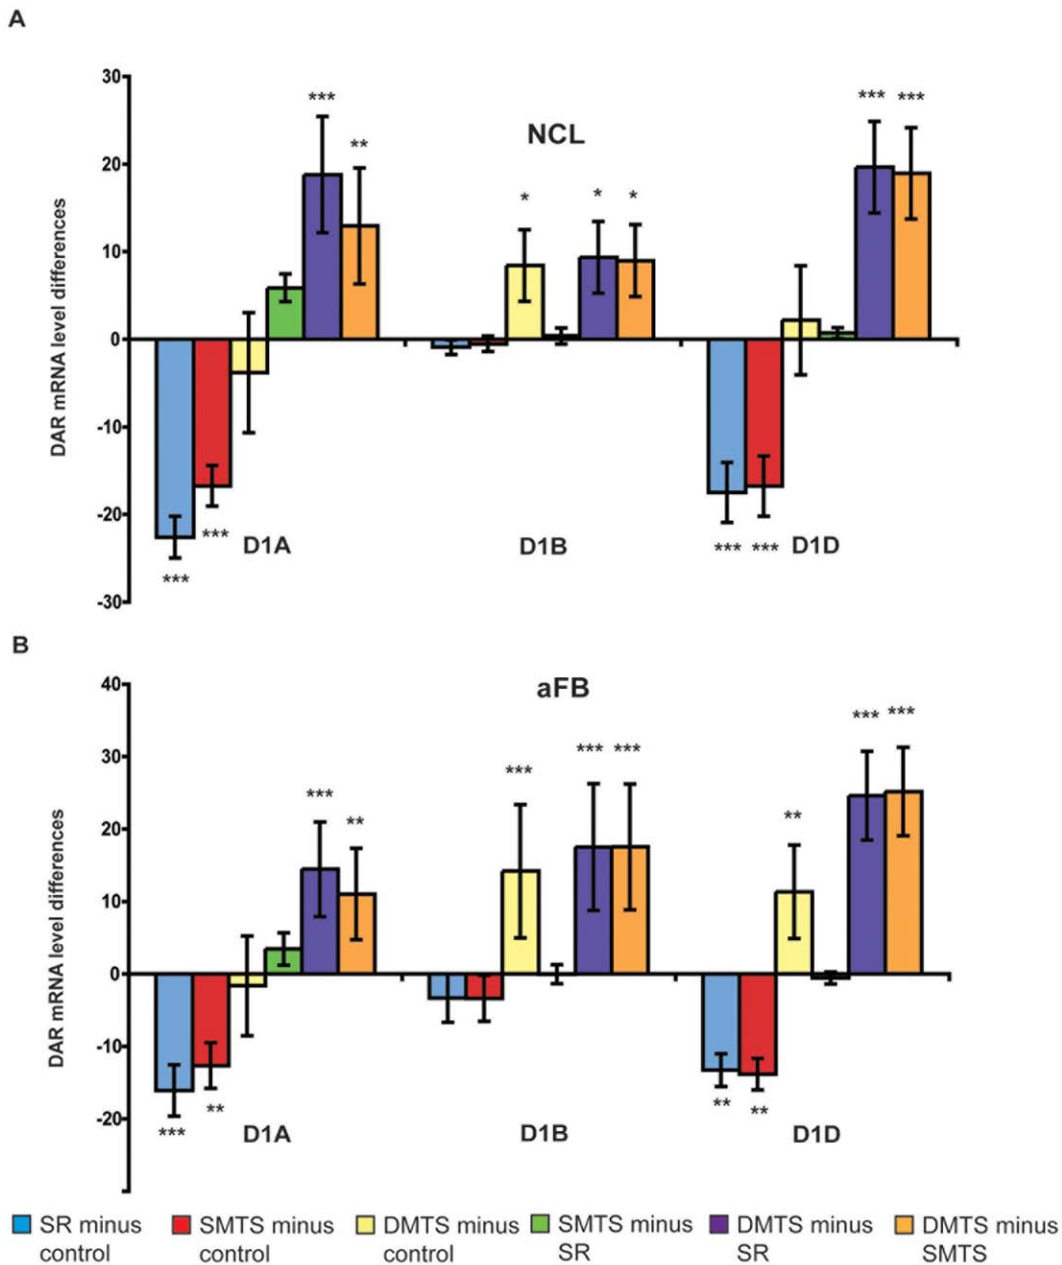 A
30
***
***
***
**
NCL
20
*
*
*
10
DAR mRNA level differences
0
-10
-20
***
D1A
D1B
***
***
D1D
***
-30
B
40
aFB
***
***
30
***
***
***
***
**
**
20
10
DAR mRNA level differences
0
-10
**
**
**
-20
***
D1A
D1B
D1D
SR minus control
SMTS minus control
DMTS minus control
SMTS minus SR
DMTS minus SR
DMTS minus SMTS